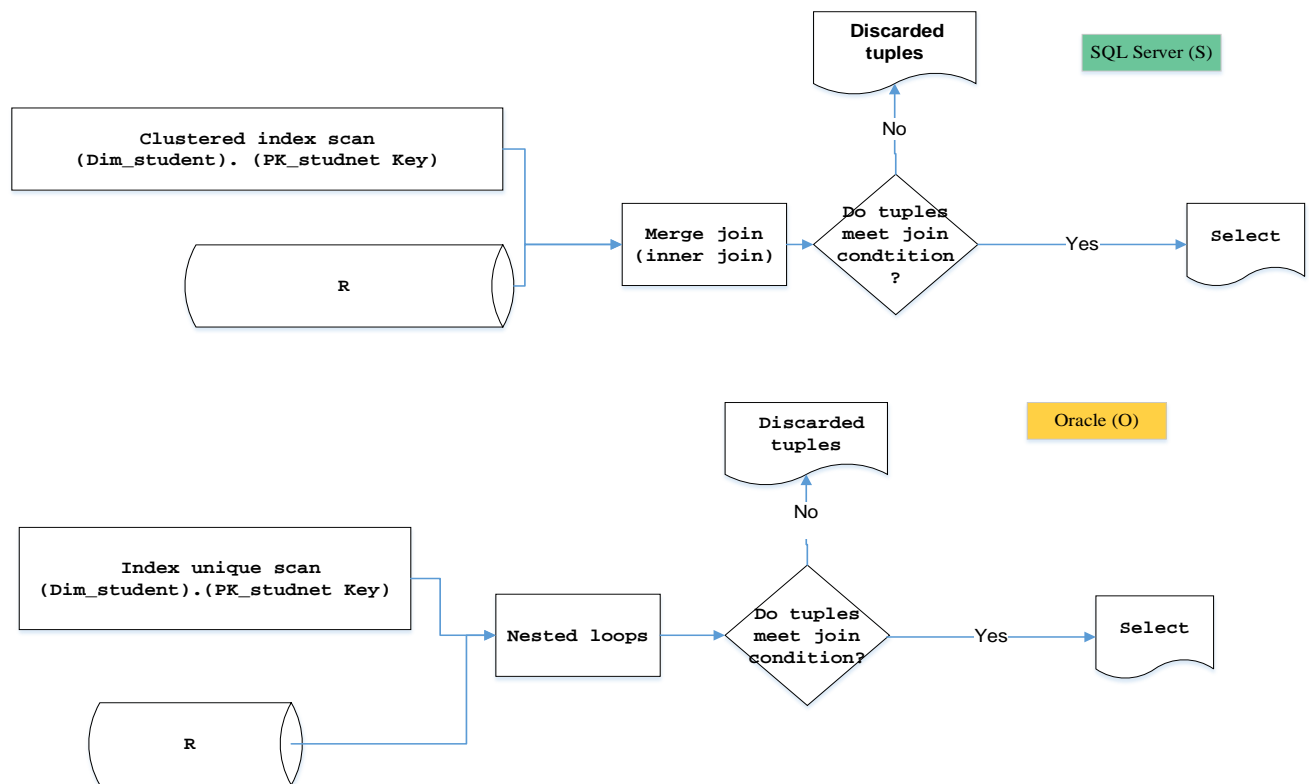 Discarded
tuples
SQL Server (S)
Clustered index scan
(Dim_student). (PK_studnet Key)
No
Merge join
(inner join)
Do tuples
meet join
condtition
?
Yes
Select
R
Discarded
tuples
Oracle (O)
No
Index unique scan
(Dim_student).(PK_studnet Key)
Nested loops
Do tuples
meet join
condition?
Yes
Select
R